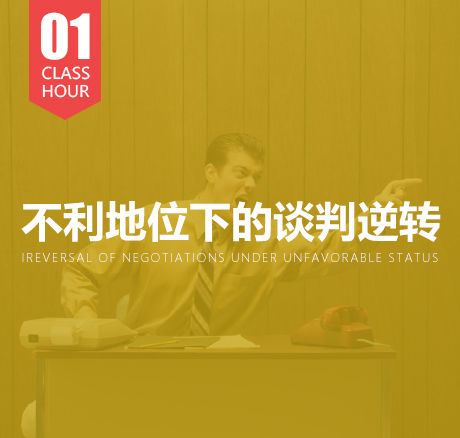 01
CLASS
HOUR
不利地位下的谈判逆转
IREVERSAL OF NEGOTIATIONS UNDER UNFAVORABLE STATUS